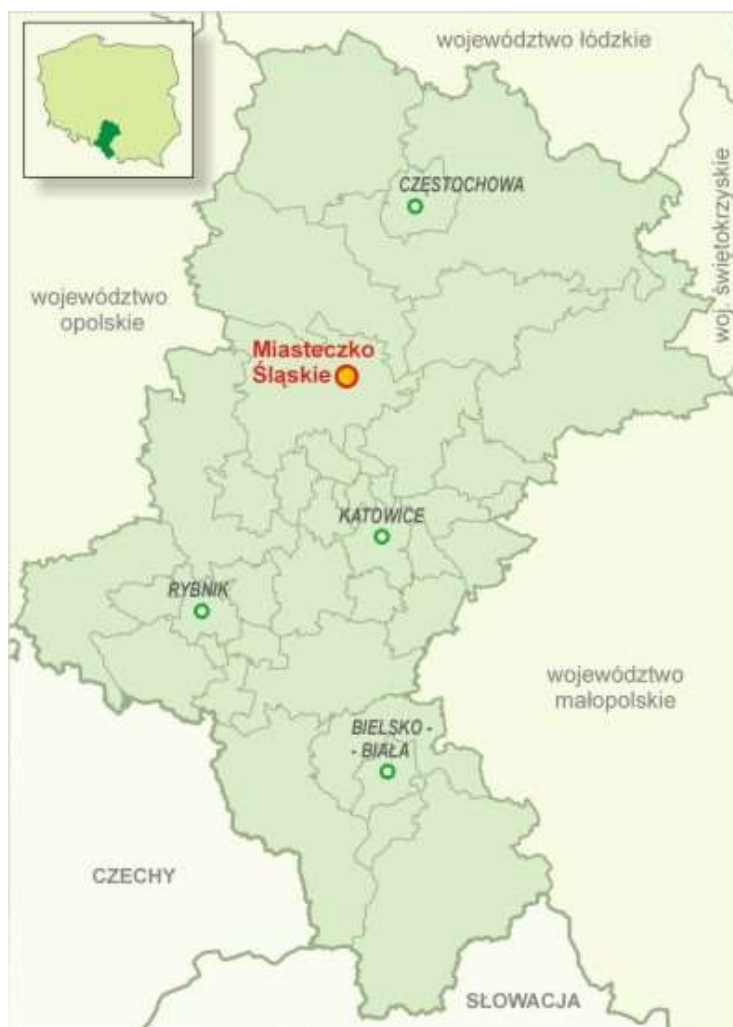 województwo łódzkie
CZĘSTOCHOWA
woj. świętokrzyskie
województwo
opolskie
Miasteczko
Śląskie
KATOWICE
RYBNIK
województwo
małopolskie
BIELSKO -
- BIAŁA
CZECHY
SŁOWACJA